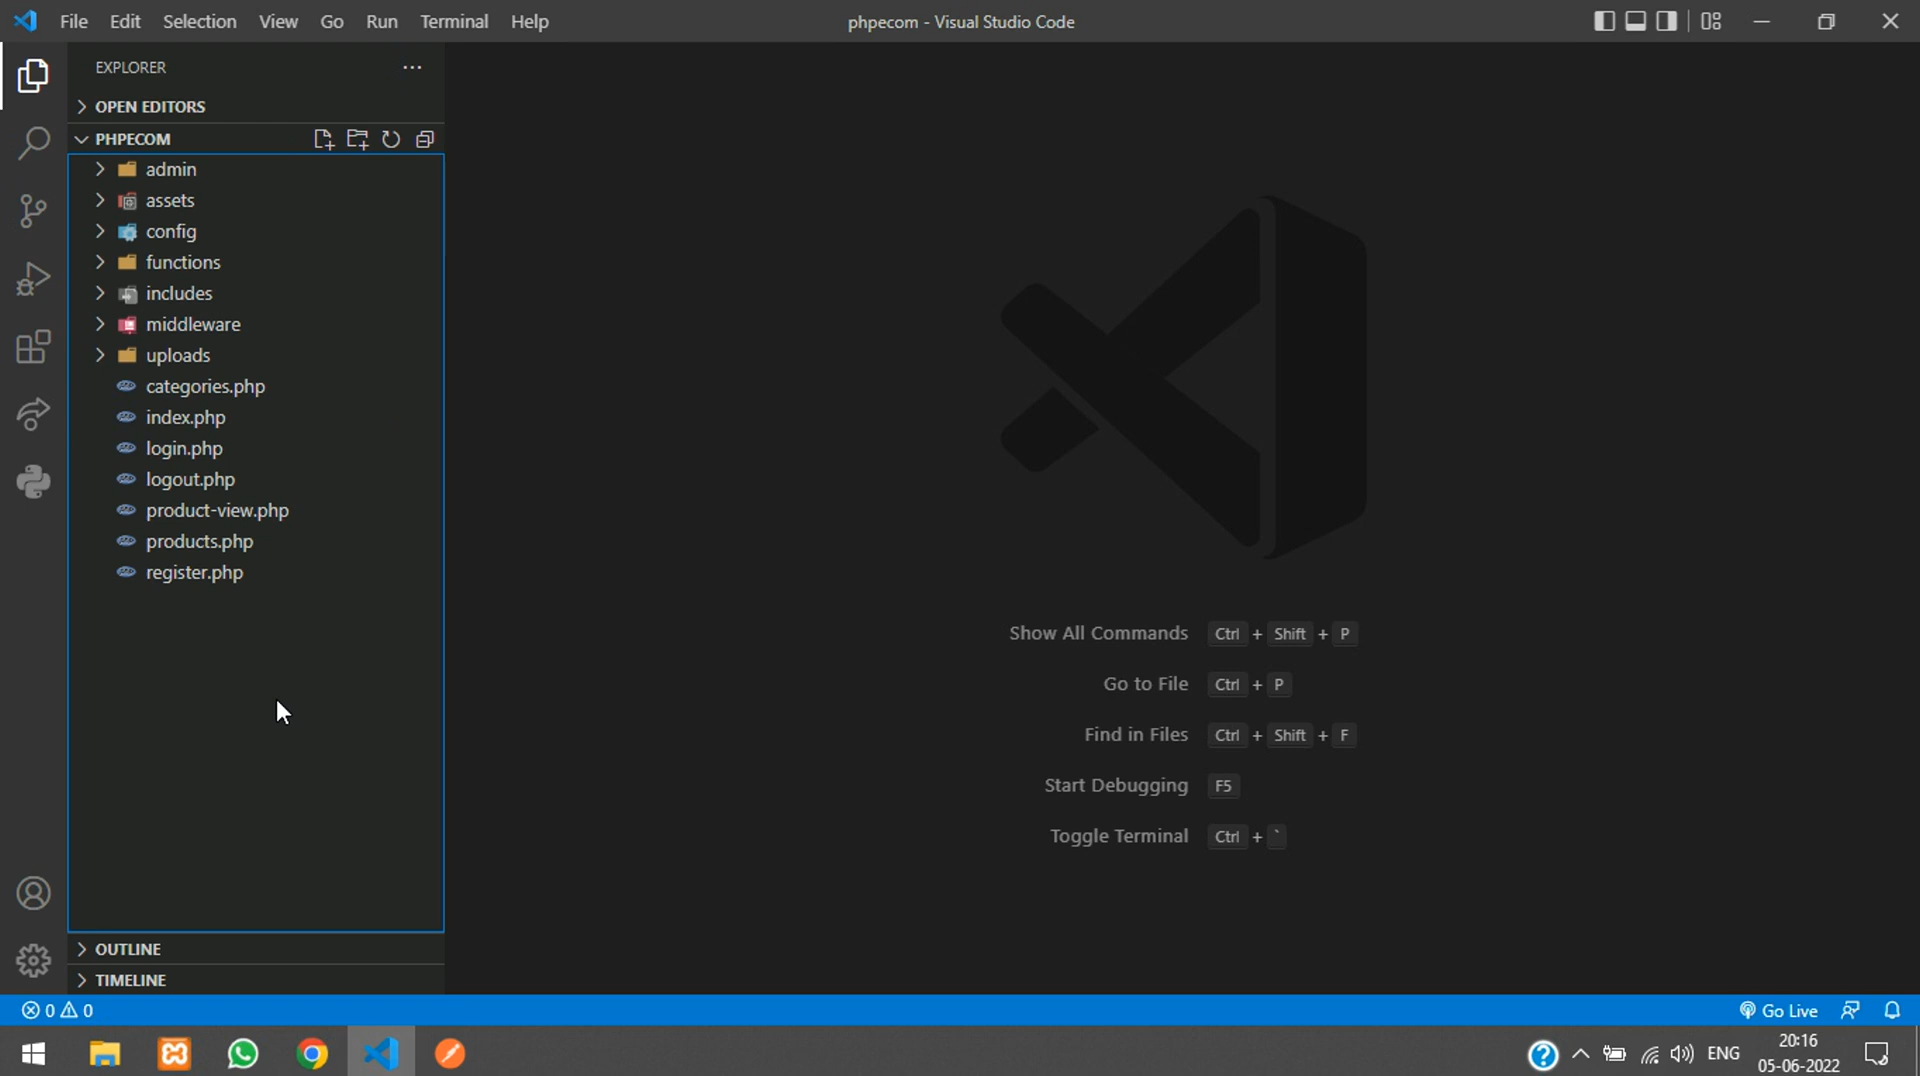 File Edit Selection View Go Run Terminal Help
phpecom - Visual Studio Code
EXPLORER
OPEN EDITORS
PHPECOM
admin
assets
config
functions
includes
middleware
uploads
categories.php
index.php
login.php
logout.php
product-view.php
products.php
register.php
Show All Commands Ctrl + Shift + P
Go to File Ctrl + P
Find in Files Ctrl + Shift + F
Start Debugging F5
Toggle Terminal Ctrl + `
OUTLINE
TIMELINE
0 0
Go Live
ENG
20:16
05-06-2022